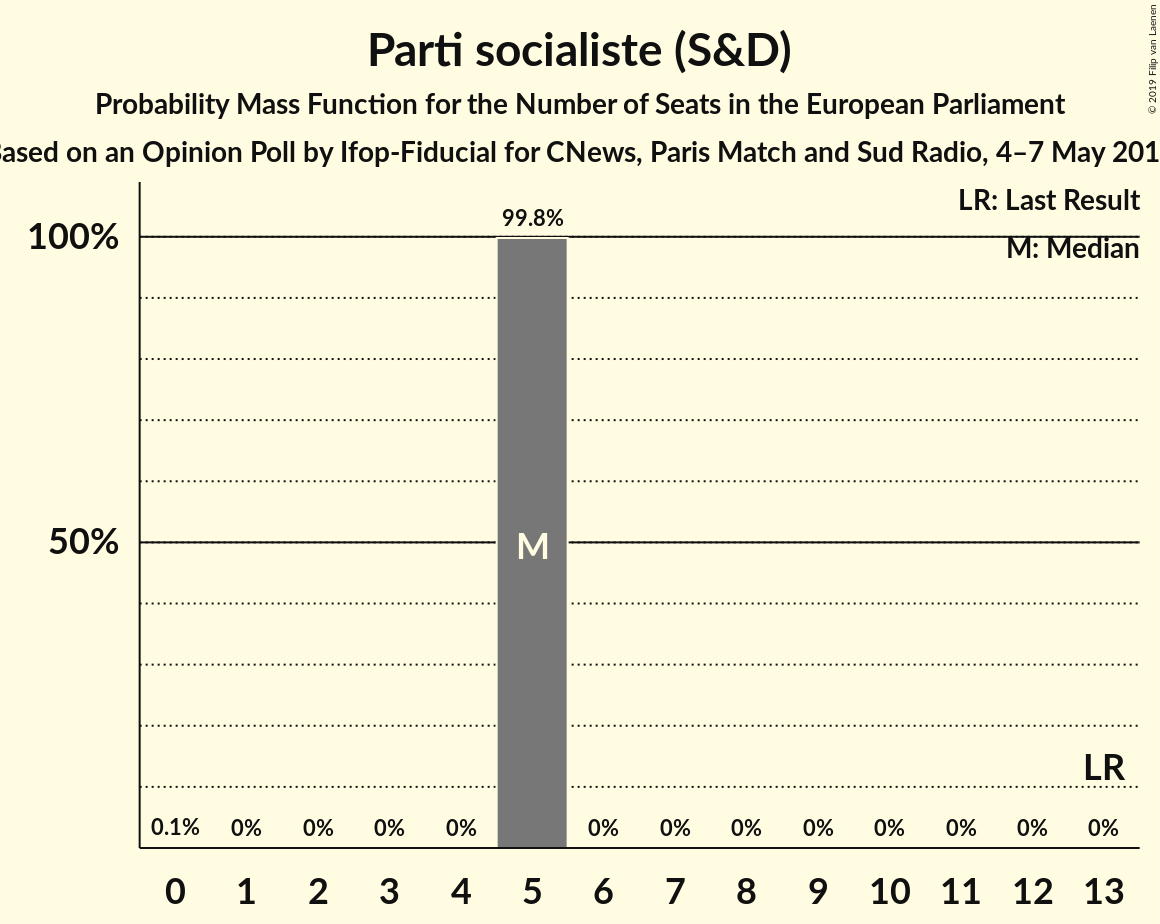 Parti socialiste (S&D)
Probability Mass Function for the Number of Seats in the European Parliament
ased on an Opinion Poll by Ifop-Fiducial for CNews, Paris Match and Sud Radio, 4–7 May 201
© 2019 Filip van Laenen
LR: Last Result
M: Median
99.8%
100%
50%
M
LR
0.1% 0% 0% 0% 0% 0% 0% 0% 0% 0% 0% 0% 0%
0 1 2 3 4 5 6 7 8 9 10 11 12 13